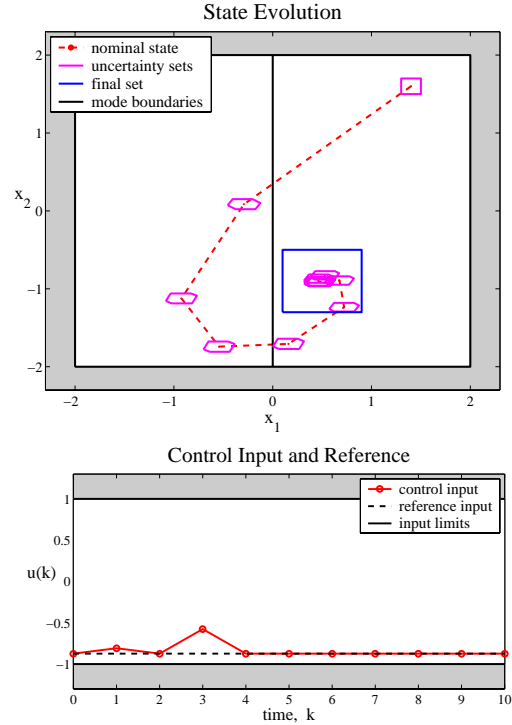 State Evolution
nominal state
uncertainty sets
final set
mode boundaries
2
1
0
−1
−2
x_2
−2
−1
0
1
2
x_1
Control Input and Reference
control input
reference input
input limits
1
0.5
0
−0.5
−1
u(k)
0
1
2
3
4
5
6
7
8
9
10
time, k